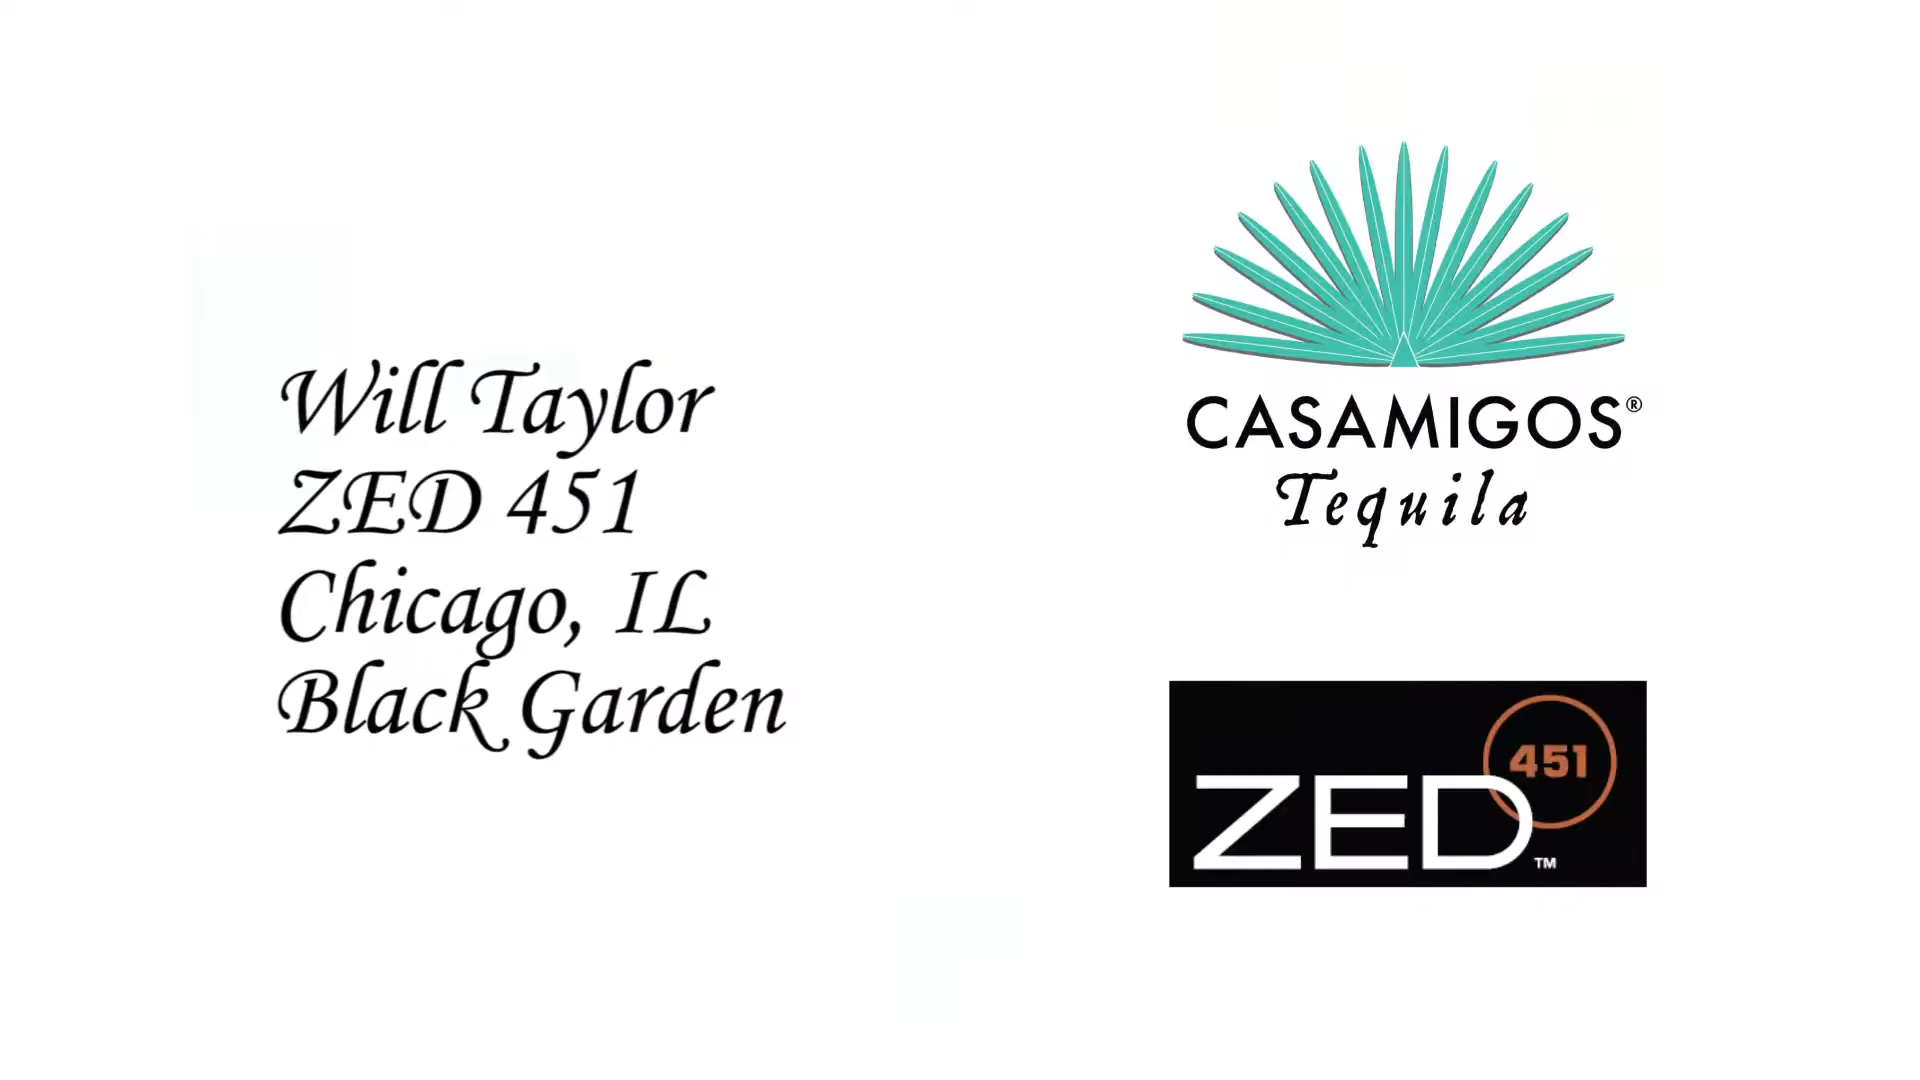 Will Taylor
ZED 451
Chicago, IL
Black Garden
CASAMIGOS®
Tequila
451
ZED™